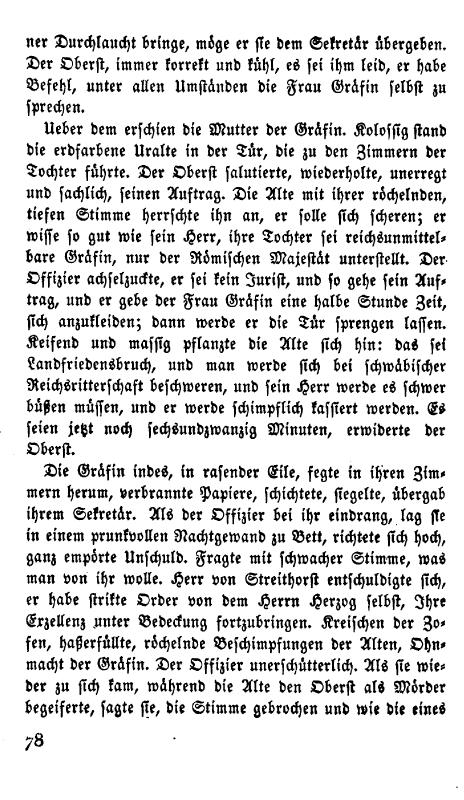 ner Durchlaucht bringe, möge er sie dem Sekretär übergeben.
Der Oberst, immer korrekt und kühl, es sei ihm leid, er habe
Befehl, unter allen Umständen die Frau Gräfin selbst zu
sprechen.
Ueber dem erschien die Mutter der Gräfin. Kolossig stand
die erdfarbene Uralte in der Tür, die zu den Zimmern der
Tochter führte. Der Oberst salutierte, wiederholte, unerregt
und sachlich, seinen Auftrag. Die Alte mit ihrer röchelnden,
tiefen Stimme herrschte ihn an, er solle sich scheren; er
wisse so gut wie sein Herr, ihre Tochter sei reichsunmittel-
bare Gräfin, nur der Römischen Majestät unterstellt. Der
Offizier achselzuckte, er sei kein Jurist, und so gehe sein Auf-
trag, und er gebe der Frau Gräfin eine halbe Stunde Zeit,
sich anzukleiden; dann werde er die Tür sprengen lassen.
Keifend und massig pflanzte die Alte sich hin: das sei
Landfriedensbruch, und man werde sich bei schwäbischer
Reichsritterschaft beschweren, und sein Herr werde es schwer
büßen müssen, und er werde schimpflich kassiert werden. Es
seien jetzt noch sechsundzwanzig Minuten, erwiderte der
Oberst.
Die Gräfin indes, in rasender Eile, fegte in ihren Zim-
mern herum, verbrannte Papiere, schichtete, siegelte, übergab
ihrem Sekretär. Als der Offizier bei ihr eindrang, lag sie
in einem prunkvollen Nachtgewand zu Bett, richtete sich hoch,
ganz empörte Unschuld. Fragte mit schwacher Stimme, was
man von ihr wolle. Herr von Streithorst entschuldigte sich,
er habe strikte Order von dem Herrn Herzog selbst, Ihre
Exzellenz unter Bedeckung fortzubringen. Kreischen der Zo-
fen, haßerfüllte, röchelnde Beschimpfungen der Alten, Ohn-
macht der Gräfin. Der Offizier unerschütterlich. Als sie wie-
der zu sich kam, während die Alte den Oberst als Mörder
begeiferte, sagte sie, die Stimme gebrochen und wie die eines
78